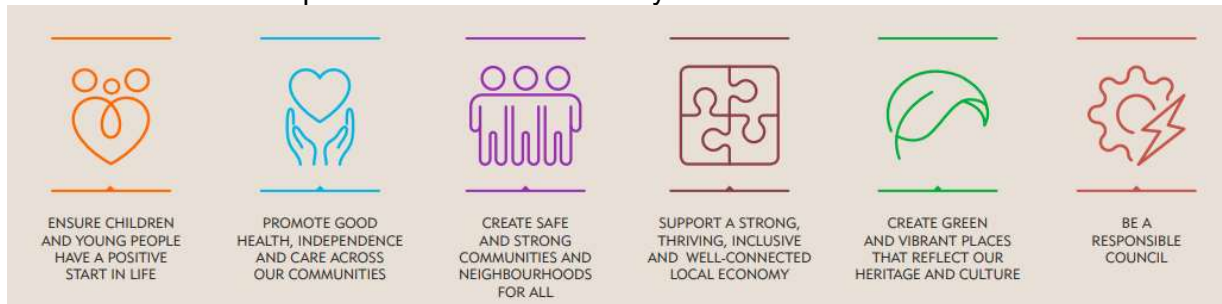 ENSURE CHILDREN
AND YOUNG PEOPLE
HAVE A POSITIVE
START IN LIFE
PROMOTE GOOD
HEALTH, INDEPENDENCE
AND CARE ACROSS
OUR COMMUNITIES
CREATE SAFE
AND STRONG
COMMUNITIES AND
NEIGHBOURHOODS
FOR ALL
SUPPORT A STRONG,
THRIVING, INCLUSIVE
AND WELL-CONNECTED
LOCAL ECONOMY
CREATE GREEN
AND VIBRANT PLACES
THAT REFLECT OUR
HERITAGE AND CULTURE
BE A
RESPONSIBLE
COUNCIL